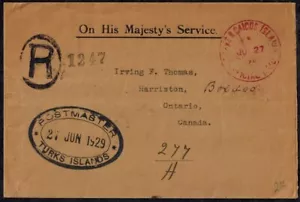 On His Majesty's Service.
R
1247
Irving F. Thomas,
Harriston,
Ontario,
Canada.
POSTMASTER
27 JUN 1929
TURKS ISLANDS
277
A